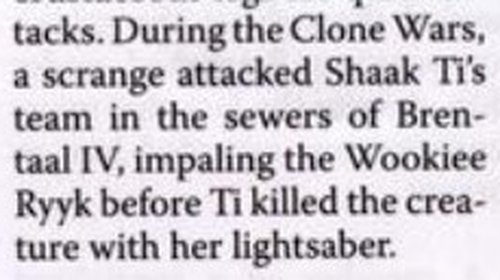 tacks. During the Clone Wars,
a scrange attacked Shaak Ti's
team in the sewers of Bren-
taal IV, impaling the Wookiee
Ryyk before Ti killed the crea-
ture with her lightsaber.